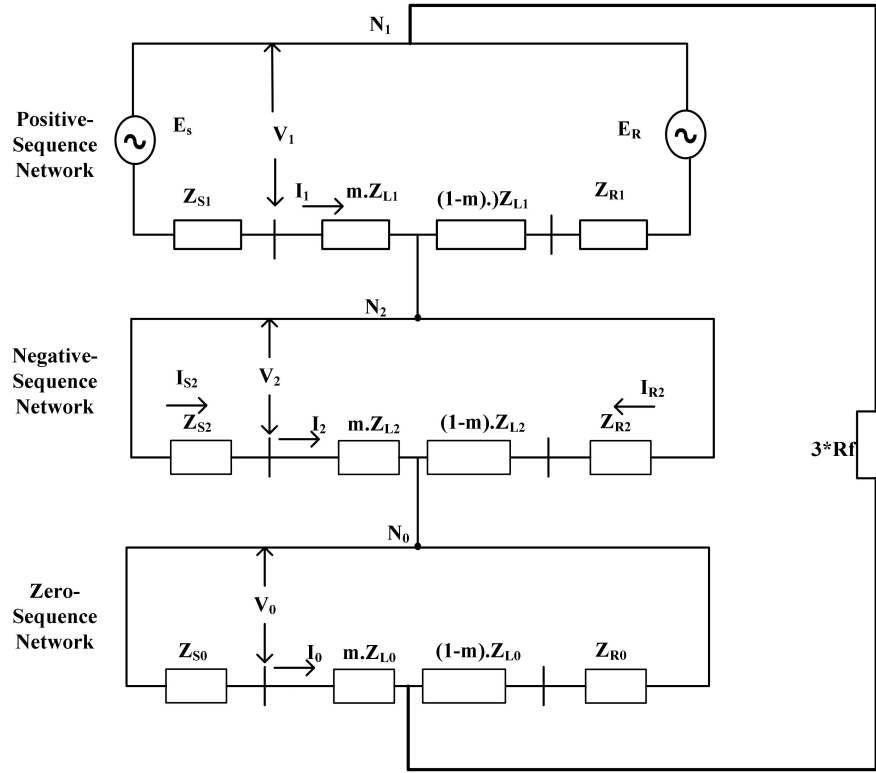 N1
Positive-
Sequence
Network
Es
V1
ER
ZS1
I1
m.ZL1
(1-m).)ZL1
ZR1
N2
Negative-
Sequence
Network
IS2
ZS2
V2
I2
m.ZL2
(1-m).ZL2
IR2
ZR2
3*Rf
N0
Zero-
Sequence
Network
V0
ZS0
I0
m.ZL0
(1-m).ZL0
ZR0